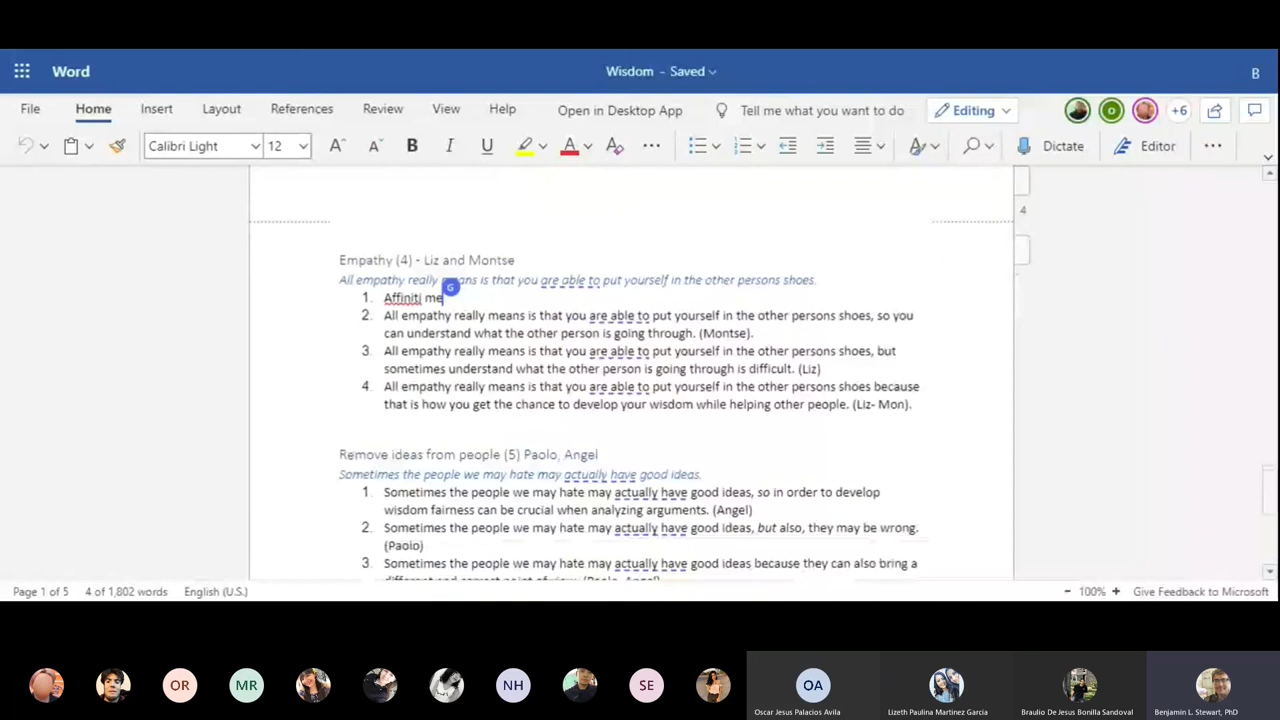 Word
Wisdom - Saved
B
File Home Insert Layout References Review View Help Open in Desktop App Tell me what you want to do Editing +6
Calibri Light 12 A A B I U A A Dictate Editor
4
Empathy (4) - Liz and Montse
All empathy really means is that you are able to put yourself in the other persons shoes.
G
1. Affiniti me
2. All empathy really means is that you are able to put yourself in the other persons shoes, so you
can understand what the other person is going through. (Montse).
3. All empathy really means is that you are able to put yourself in the other persons shoes, but
sometimes understand what the other person is going through is difficult. (Liz)
4. All empathy really means is that you are able to put yourself in the other persons shoes because
that is how you get the chance to develop your wisdom while helping other people. (Liz- Mon).
Remove ideas from people (5) Paolo, Angel
Sometimes the people we may hate may actually have good ideas.
1. Sometimes the people we may hate may actually have good ideas, so in order to develop
wisdom fairness can be crucial when analyzing arguments. (Angel)
2. Sometimes the people we may hate may actually have good ideas, but also, they may be wrong.
(Paolo)
3. Sometimes the people we may hate may actually have good ideas because they can also bring a
different and correct point of view. (Paolo, Angel)
Page 1 of 5 4 of 1,802 words English (U.S.) - 100% + Give Feedback to Microsoft
OR MR NH SE OA
Oscar Jesus Palacios Avila Lizeth Paulina Martinez Garcia Braulio De Jesus Bonilla Sandoval Benjamin L. Stewart, PhD